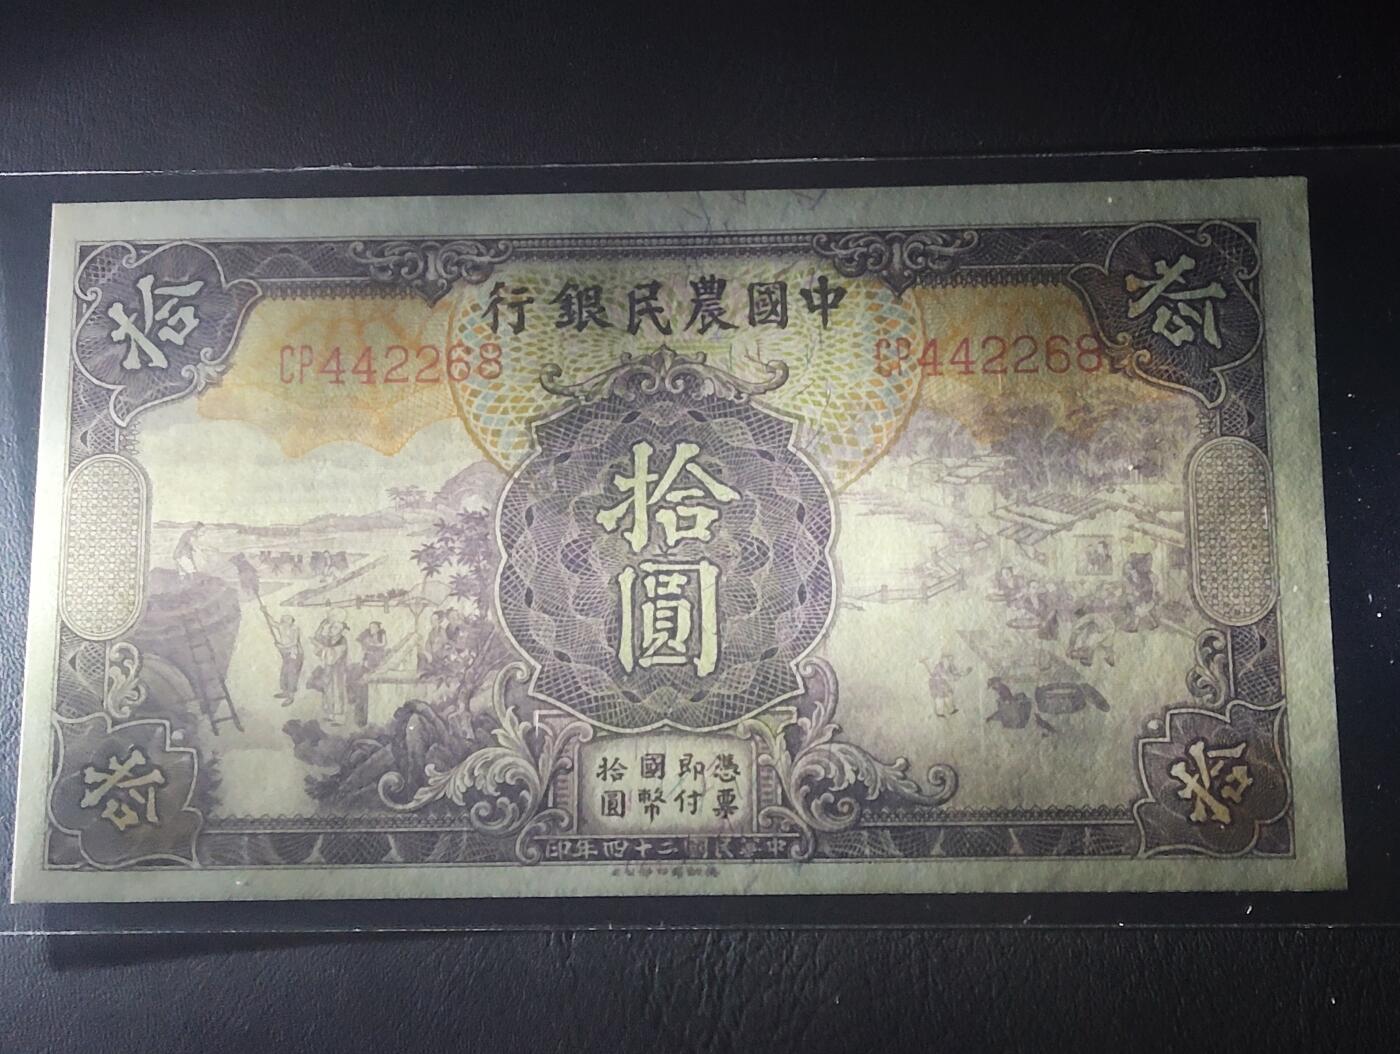 拾 拾
中國農民銀行
CP442268 CP442268
拾
圓
憑票
即付
國幣
拾圓
拾 拾
中華民國二十四年印